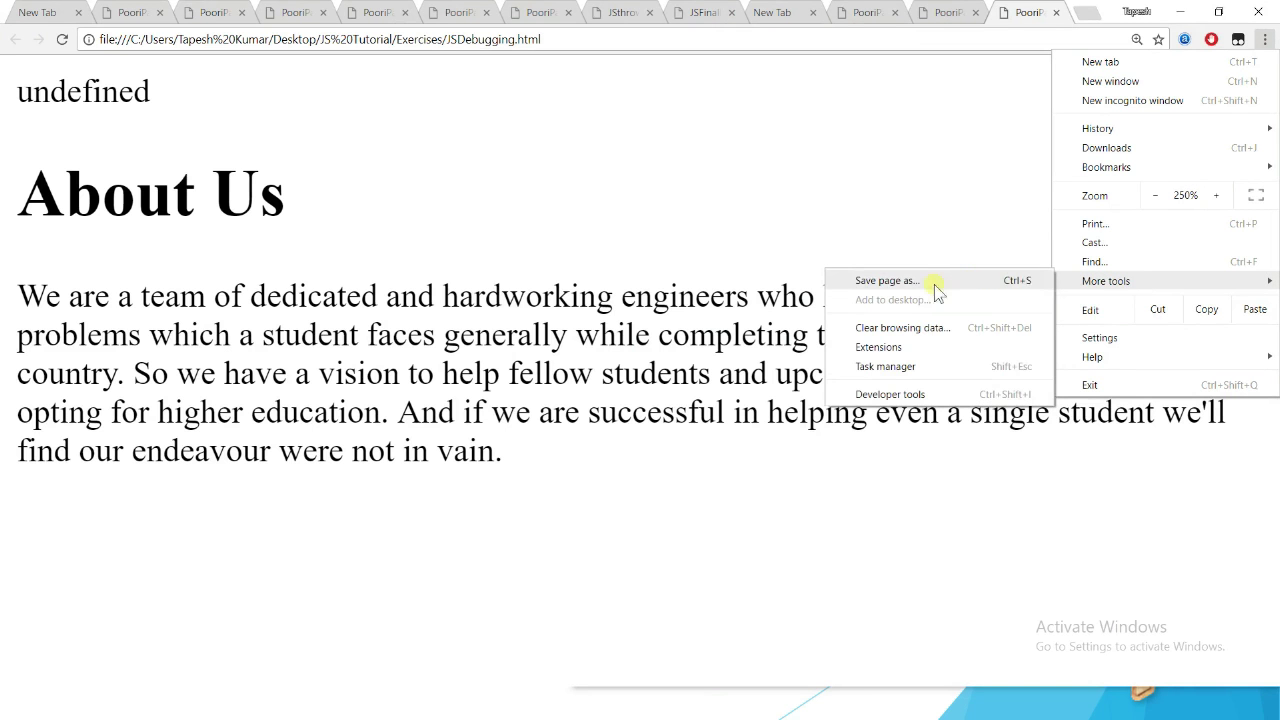 New Tab PooriP PooriP PooriP PooriP PooriP PooriP JSthrow JSFinal New Tab PooriP PooriP PooriP Tapesh
file:///C:/Users/Tapesh%20Kumar/Desktop/JS%20Tutorial/Exercises/JSDebugging.html
undefined
About Us
We are a team of dedicated and hardworking engineers who
problems which a student faces generally while completing
country. So we have a vision to help fellow students and upc
opting for higher education. And if we are successful in helping even a single student we'll
find our endeavour were not in vain.
New tab Ctrl+T
New window Ctrl+N
New incognito window Ctrl+Shift+N
History
Downloads Ctrl+J
Bookmarks
Zoom − 250% +
Print... Ctrl+P
Cast...
Find... Ctrl+F
More tools
Edit Cut Copy Paste
Settings
Help
Exit Ctrl+Shift+Q
Save page as... Ctrl+S
Add to desktop...
Clear browsing data... Ctrl+Shift+Del
Extensions
Task manager Shift+Esc
Developer tools Ctrl+Shift+I
Activate Windows
Go to Settings to activate Windows.